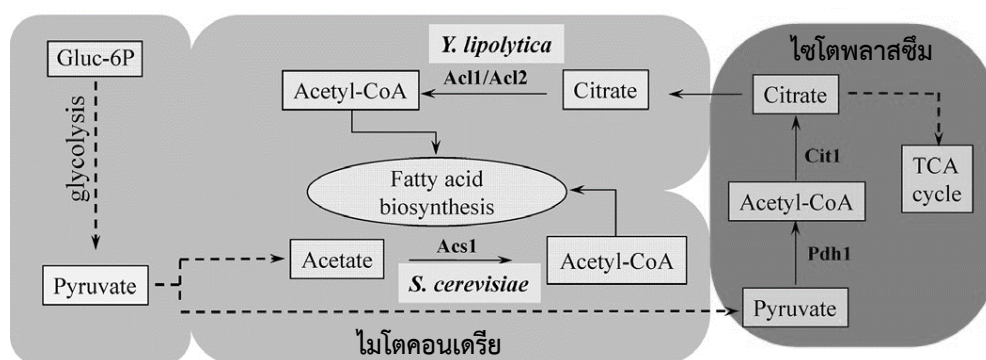 Gluc-6P
glycolysis
Pyruvate
Y. lipolytica
Acetyl-CoA
Acl1/Acl2
Citrate
Fatty acid
biosynthesis
Acetate
Acs1
S. cerevisiae
Acetyl-CoA
ไมโตคอนเดรีย
ไซโตพลาสซึม
Citrate
Cit1
TCA
cycle
Acetyl-CoA
Pdh1
Pyruvate